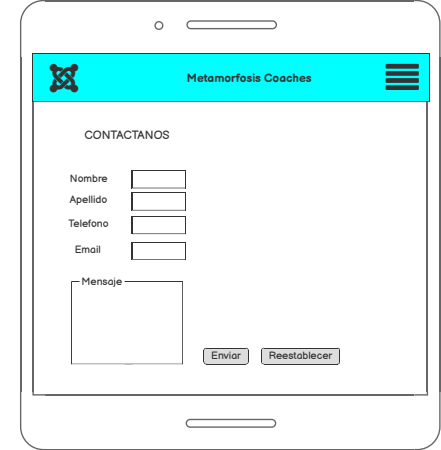 Metamorfosis Coaches
CONTACTANOS
Nombre
Apellido
Telefono
Email
Mensaje
Enviar Reestablecer